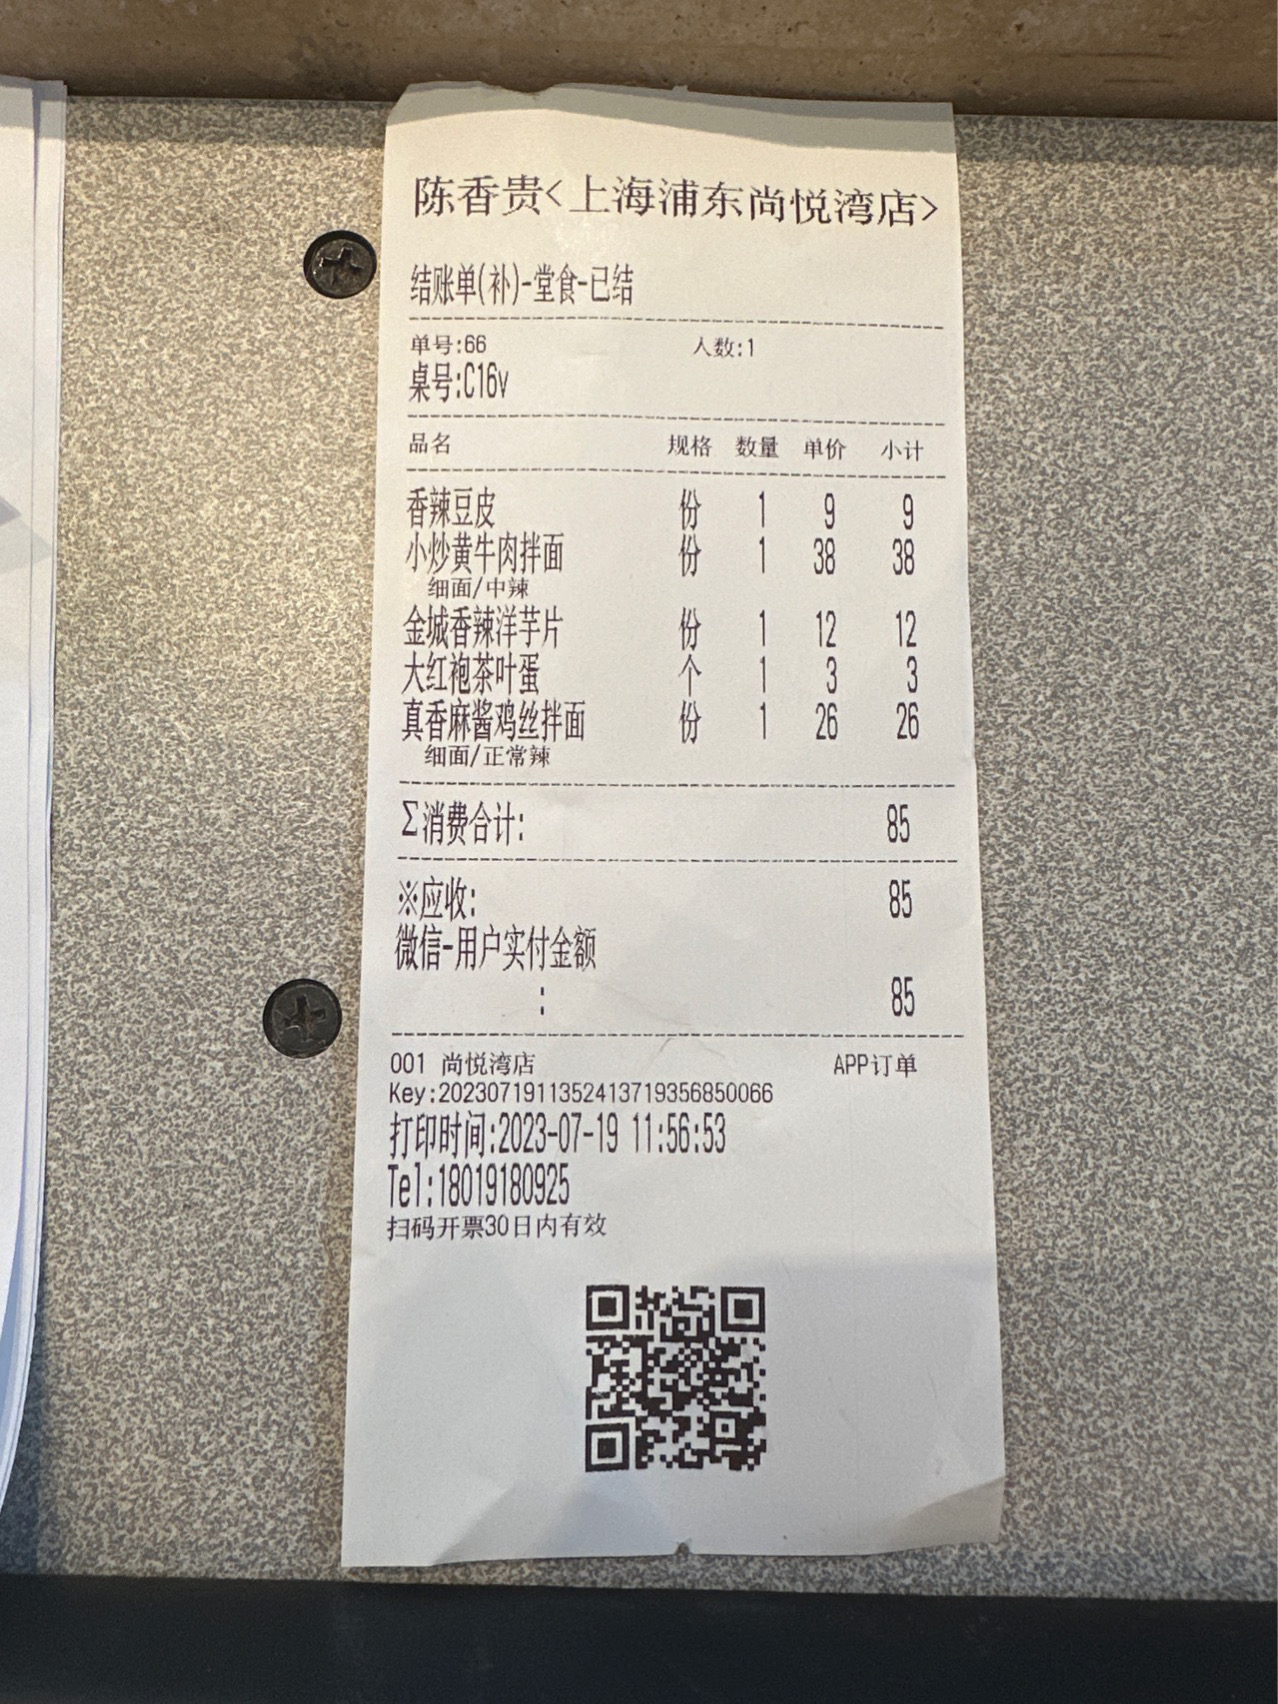 陈香贵<上海浦东尚悦湾店>
结账单(补)-堂食-已结
单号:66 人数:1
桌号:C16v
品名 规格 数量 单价 小计
香辣豆皮 份 1 9 9
小炒黄牛肉拌面 份 1 38 38
细面/中辣
金城香辣洋芋片 份 1 12 12
大红袍茶叶蛋 个 1 3 3
真香麻酱鸡丝拌面 份 1 26 26
细面/正常辣
Σ消费合计: 85
※应收: 85
微信-用户实付金额
: 85
001 尚悦湾店 APP订单
Key:2023071911352413719356850066
打印时间:2023-07-19 11:56:53
Tel:18019180925
扫码开票30日内有效